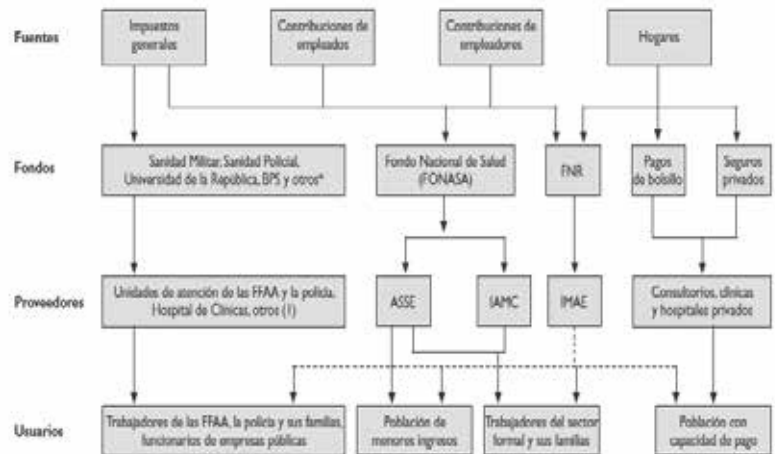 Fuentes
Impuestos
generales
Contribuciones de
empleados
Contribuciones de
empleadores
Hogares
Fondos
Sanidad Militar, Sanidad Policial,
Universidad de la República, BPS y otros*
Fondo Nacional de Salud
(FONASA)
FNR
Pagos
de bolsillo
Seguros
privados
Proveedores
Unidades de atención de las FFAA y la policía,
Hospital de Clínicas, otros (1)
ASSE
IAMC
IMAE
Consultorios, clínicas
y hospitales privados
Usuarios
Trabajadores de las FFAA, la policía y sus familias,
funcionarios de empresas públicas
Población de
menores ingresos
Trabajadores del sector
formal y sus familias
Población con
capacidad de pago